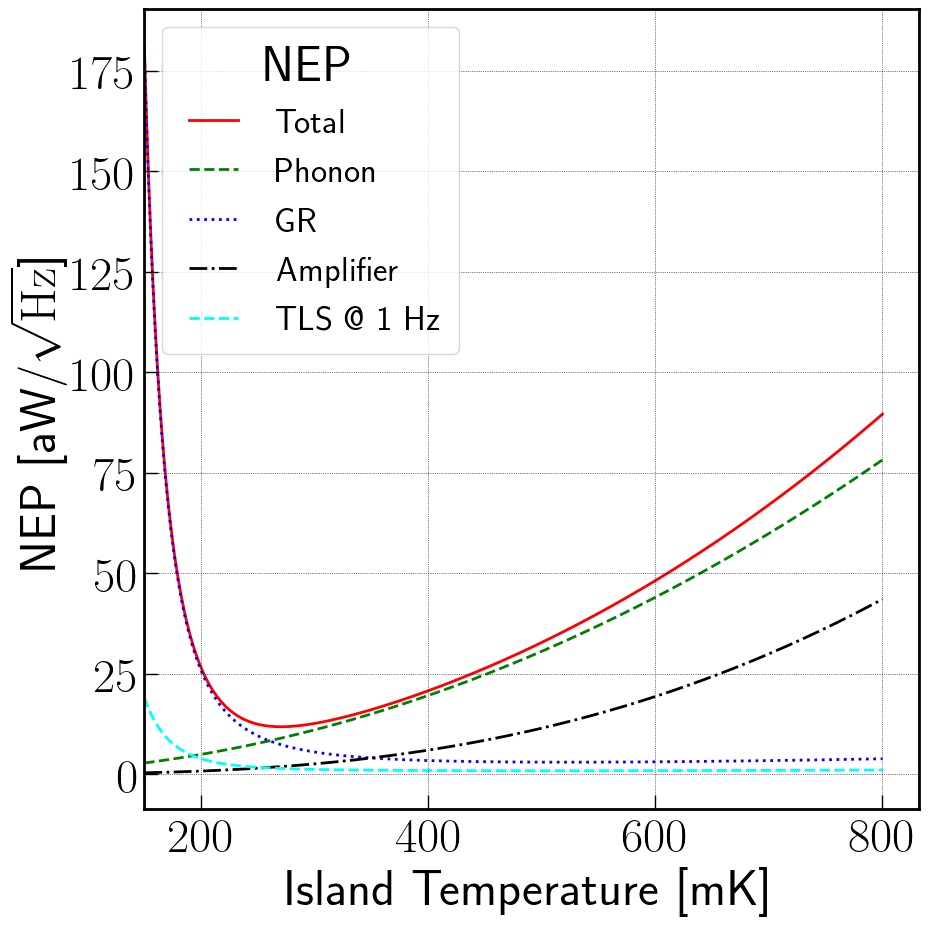 NEP
Total
Phonon
GR
Amplifier
TLS @ 1 Hz
175
150
125
100
75
50
25
0
NEP [aW/√Hz]
200 400 600 800
Island Temperature [mK]